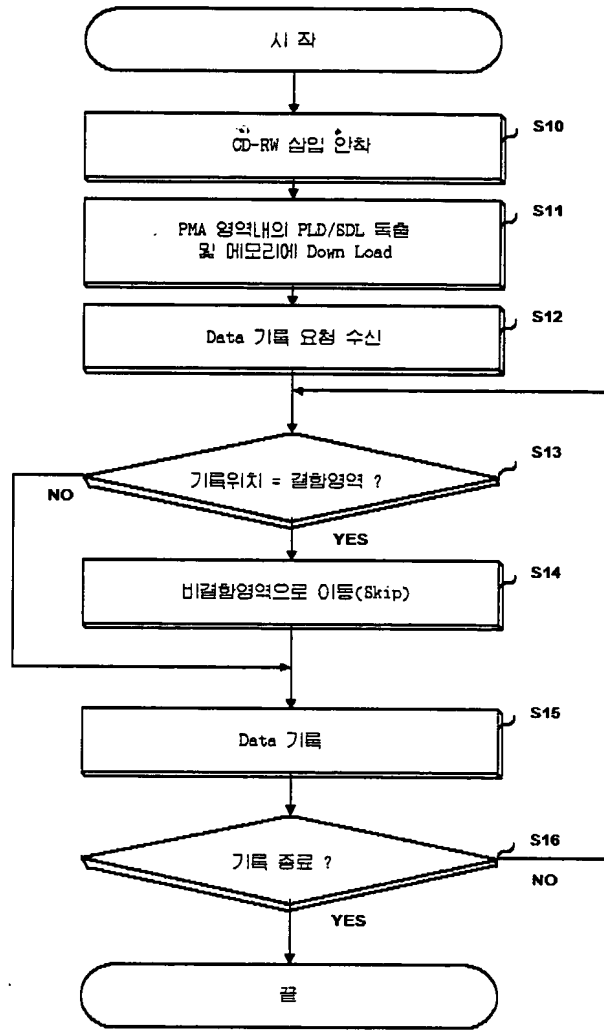 시 작
CD-RW 삽입 안착
S10
PMA 영역내의 PLD/SDL 독출
및 메모리에 Down Load
S11
Data 기록 요청 수신
S12
기록위치 = 결함영역 ?
S13
NO
YES
비결함영역으로 이동(Skip)
S14
Data 기록
S15
기록 종료 ?
S16
NO
YES
끝